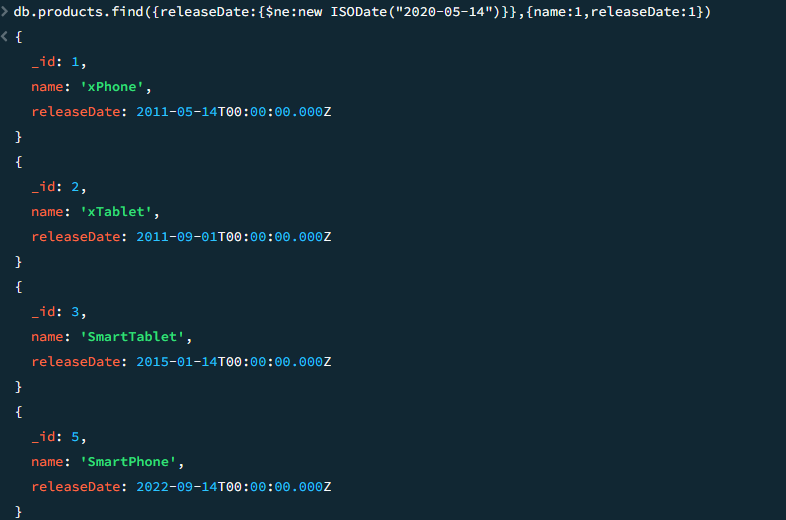 db.products.find({releaseDate:{$ne:new ISODate("2020-05-14")}},{name:1,releaseDate:1})
{
_id: 1,
name: 'xPhone',
releaseDate: 2011-05-14T00:00:00.000Z
}
{
_id: 2,
name: 'xTablet',
releaseDate: 2011-09-01T00:00:00.000Z
}
{
_id: 3,
name: 'SmartTablet',
releaseDate: 2015-01-14T00:00:00.000Z
}
{
_id: 5,
name: 'SmartPhone',
releaseDate: 2022-09-14T00:00:00.000Z
}